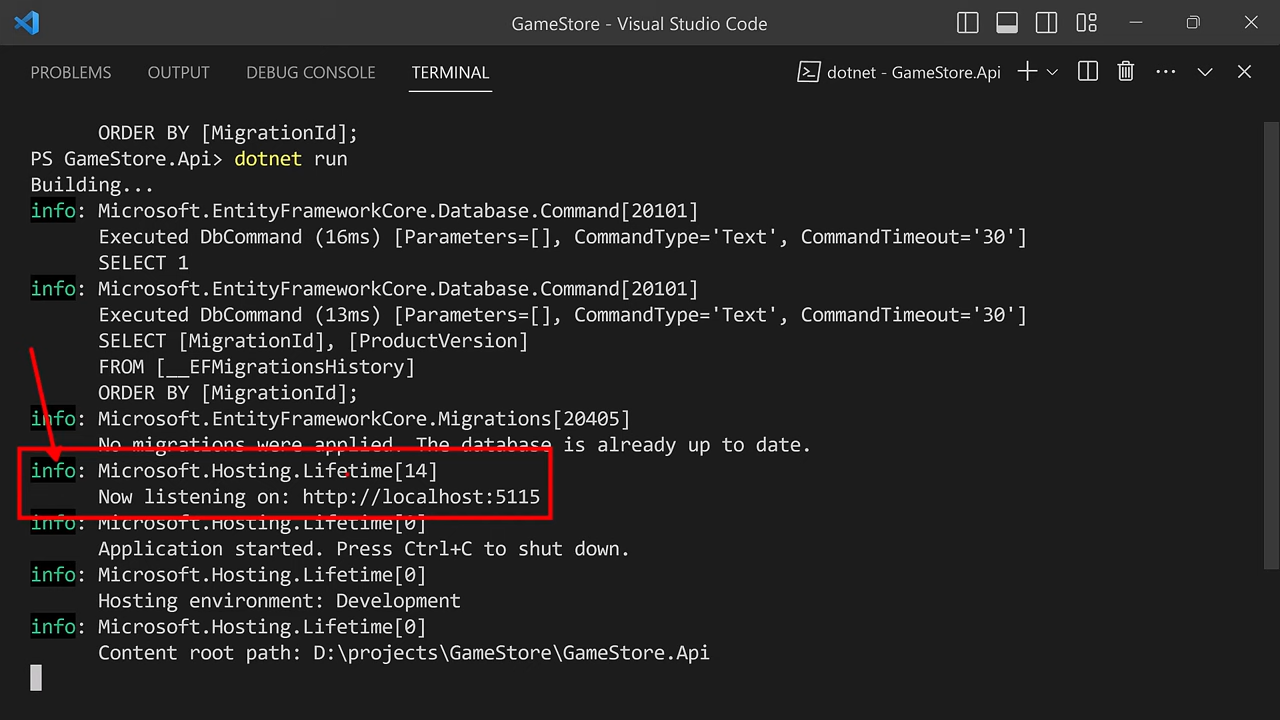 GameStore - Visual Studio Code
PROBLEMS OUTPUT DEBUG CONSOLE TERMINAL dotnet - GameStore.Api
ORDER BY [MigrationId];
PS GameStore.Api> dotnet run
Building...
info: Microsoft.EntityFrameworkCore.Database.Command[20101]
Executed DbCommand (16ms) [Parameters=[], CommandType='Text', CommandTimeout='30']
SELECT 1
info: Microsoft.EntityFrameworkCore.Database.Command[20101]
Executed DbCommand (13ms) [Parameters=[], CommandType='Text', CommandTimeout='30']
SELECT [MigrationId], [ProductVersion]
FROM [__EFMigrationsHistory]
ORDER BY [MigrationId];
info: Microsoft.EntityFrameworkCore.Migrations[20405]
No migrations were applied. The database is already up to date.
info: Microsoft.Hosting.Lifetime[14]
Now listening on: http://localhost:5115
info: Microsoft.Hosting.Lifetime[0]
Application started. Press Ctrl+C to shut down.
info: Microsoft.Hosting.Lifetime[0]
Hosting environment: Development
info: Microsoft.Hosting.Lifetime[0]
Content root path: D:\projects\GameStore\GameStore.Api